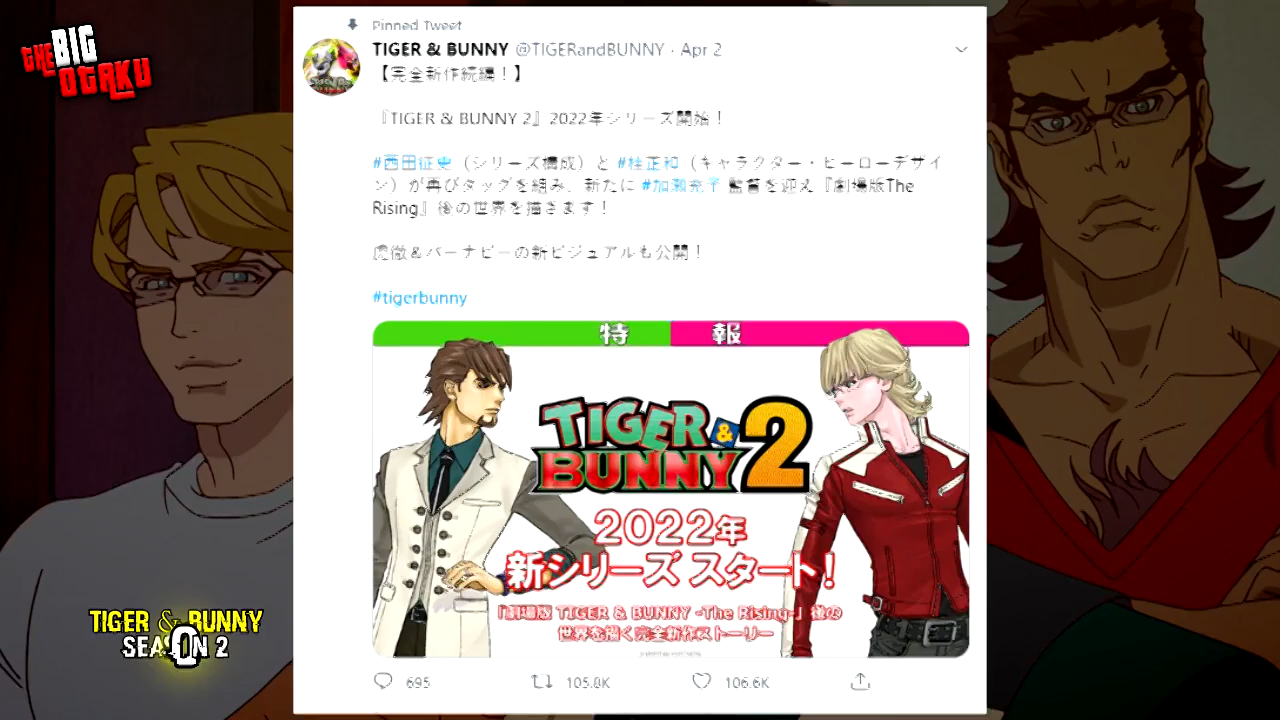 THE BIG OTAKU
Pinned Tweet
TIGER & BUNNY @TIGERandBUNNY · Apr 2
【完全新作続編！】
『TIGER & BUNNY 2』2022年シリーズ開始！
#西田征史（シリーズ構成）と #桂正和（キャラクター・ヒーローデザイ
ン）が再びタッグを組み、新たに #加瀬充子 監督を迎え『劇場版The
Rising』後の世界を描きます！
虎徹＆バーナビーの新ビジュアルも公開！
#tigerbunny
特 報
TIGER &
BUNNY 2
2022年
新シリーズ スタート！
「劇場版 TIGER & BUNNY -The Rising-」後の
世界を描く完全新作ストーリー
695 105.8K 106.6K
TIGER & BUNNY
SEASON 2